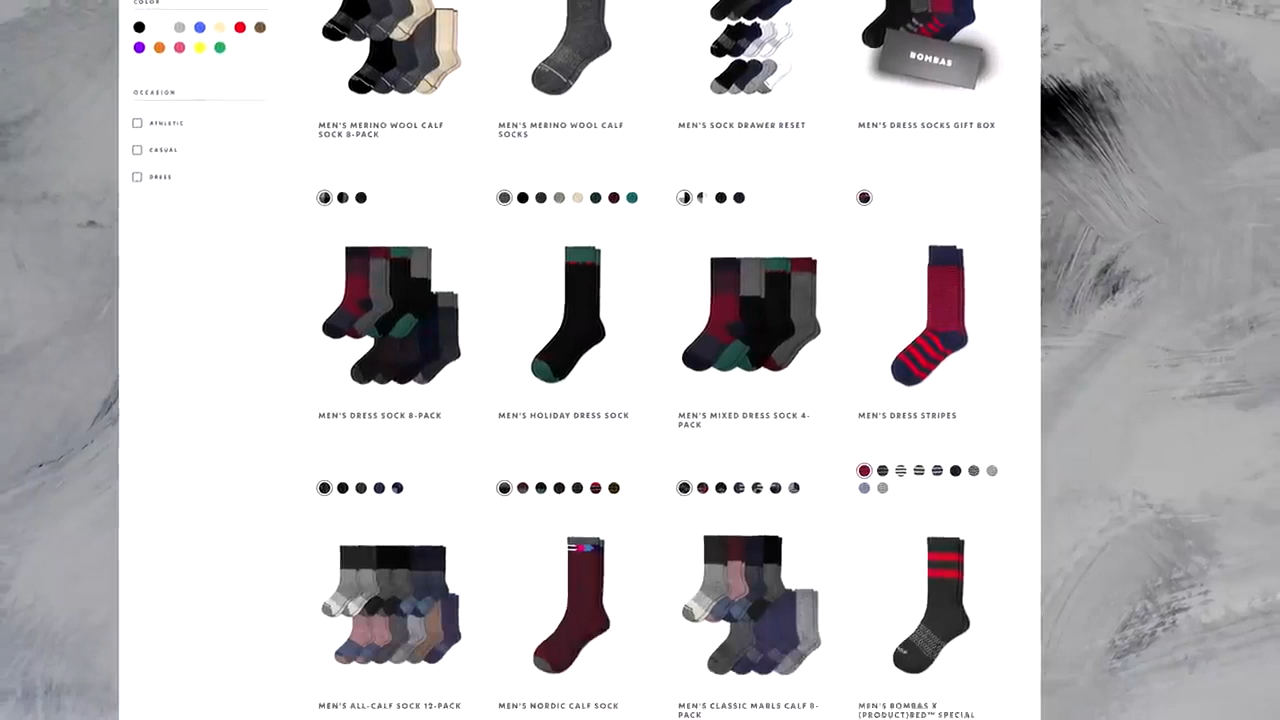 COLOR
BOMBAS
OCCASION
ATHLETIC
CASUAL
DRESS
MEN'S MERINO WOOL CALF
SOCK 8-PACK
MEN'S MERINO WOOL CALF
SOCKS
MEN'S SOCK DRAWER RESET
MEN'S DRESS SOCKS GIFT BOX
MEN'S DRESS SOCK 8-PACK
MEN'S HOLIDAY DRESS SOCK
MEN'S MIXED DRESS SOCK 4-
PACK
MEN'S DRESS STRIPES
MEN'S ALL-CALF SOCK 12-PACK
MEN'S NORDIC CALF SOCK
MEN'S CLASSIC MARLS CALF 8-
PACK
MEN'S BOMBAS X
(PRODUCT)RED™ SPECIAL